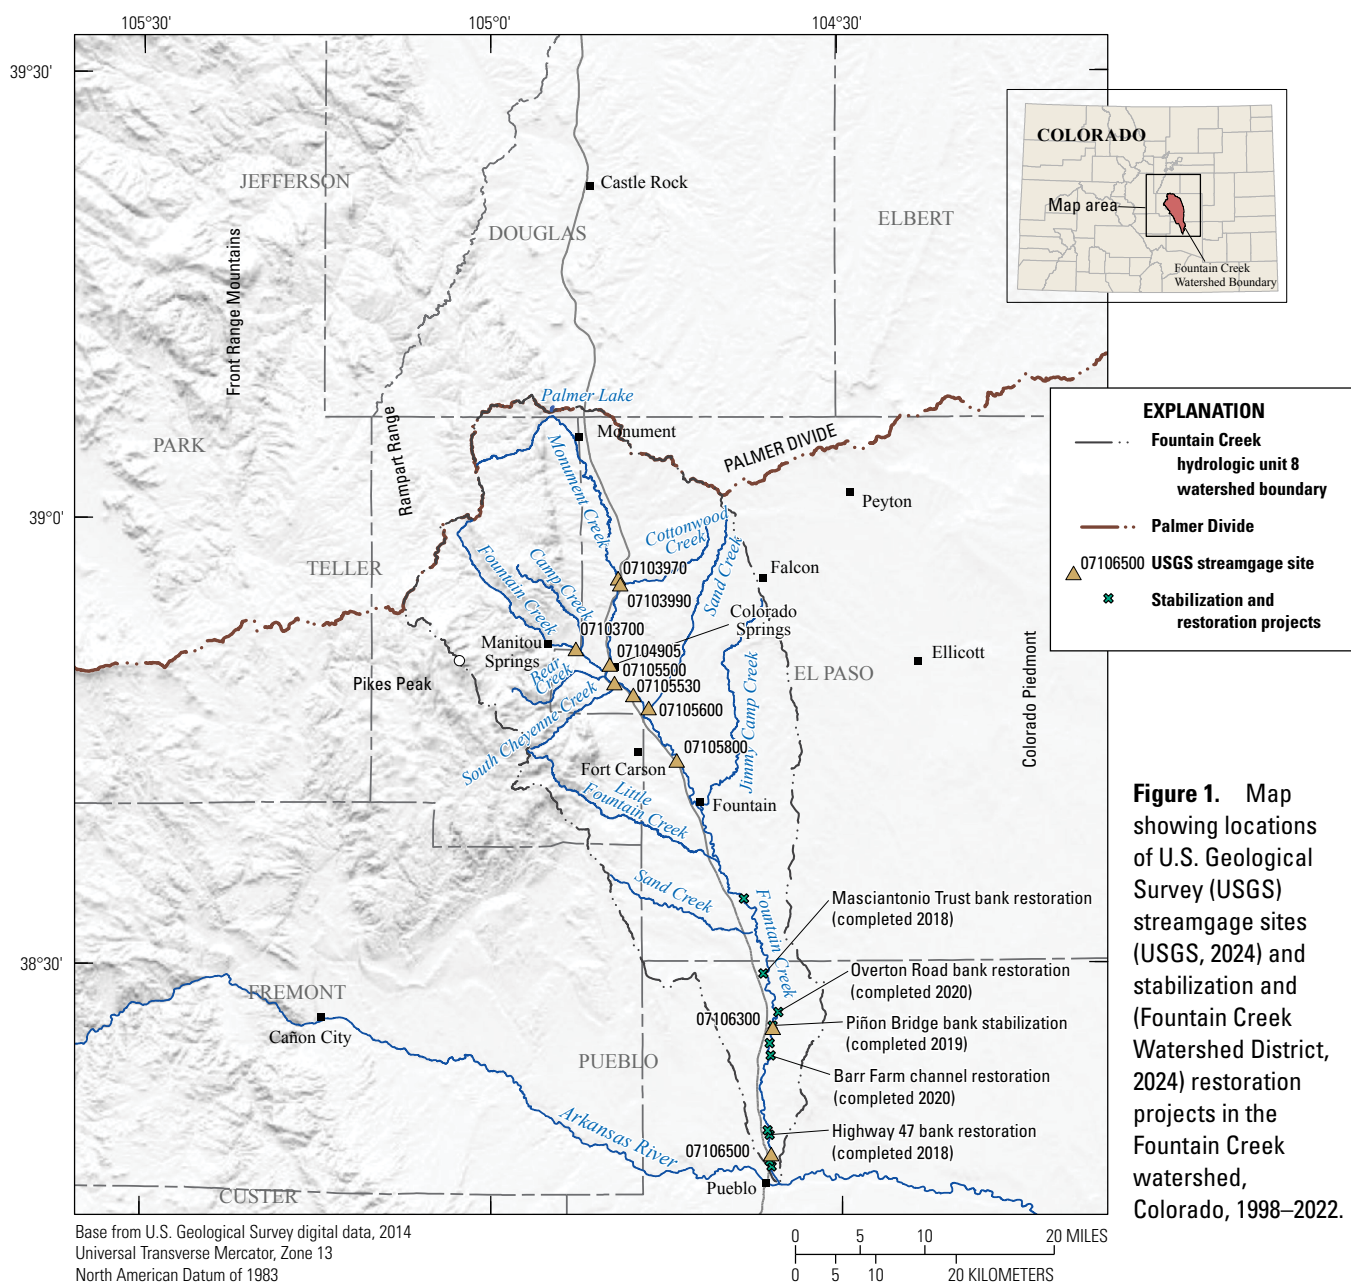 105°30'
105°0'
104°30'
39°30'
COLORADO
Map area
Fountain Creek
Watershed Boundary
JEFFERSON
Castle Rock
DOUGLAS
ELBERT
Front Range Mountains
Palmer Lake
Monument
PARK
Rampart Range
Monument Creek
PALMER DIVIDE
Peyton
EXPLANATION
Fountain Creek
hydrologic unit 8
watershed boundary
Palmer Divide
07106500 USGS streamgage site
Stabilization and
restoration projects
39°0'
Cottonwood
Creek
Sand Creek
TELLER
Fountain Creek
Camp Creek
07103970
Falcon
07103990
Colorado
Springs
07103700
Manitou
Springs
07104905
Ellicott
Pikes Peak
Bear
Creek
07105500
07105530
EL PASO
07105600
South Cheyenne Creek
Jimmy Camp Creek
Colorado Piedmont
07105800
Fort Carson
Fountain
Little
Fountain Creek
Sand Creek
Fountain Creek
Masciantonio Trust bank restoration
(completed 2018)
38°30'
Overton Road bank restoration
(completed 2020)
FREMONT
Cañon City
07106300
Piñon Bridge bank stabilization
(completed 2019)
PUEBLO
Barr Farm channel restoration
(completed 2020)
Arkansas River
Highway 47 bank restoration
(completed 2018)
07106500
Pueblo
CUSTER
Figure 1. Map
showing locations
of U.S. Geological
Survey (USGS)
streamgage sites
(USGS, 2024) and
stabilization and
(Fountain Creek
Watershed District,
2024) restoration
projects in the
Fountain Creek
watershed,
Colorado, 1998–2022.
Base from U.S. Geological Survey digital data, 2014
Universal Transverse Mercator, Zone 13
North American Datum of 1983
0 5 10 20 MILES
0 5 10 20 KILOMETERS